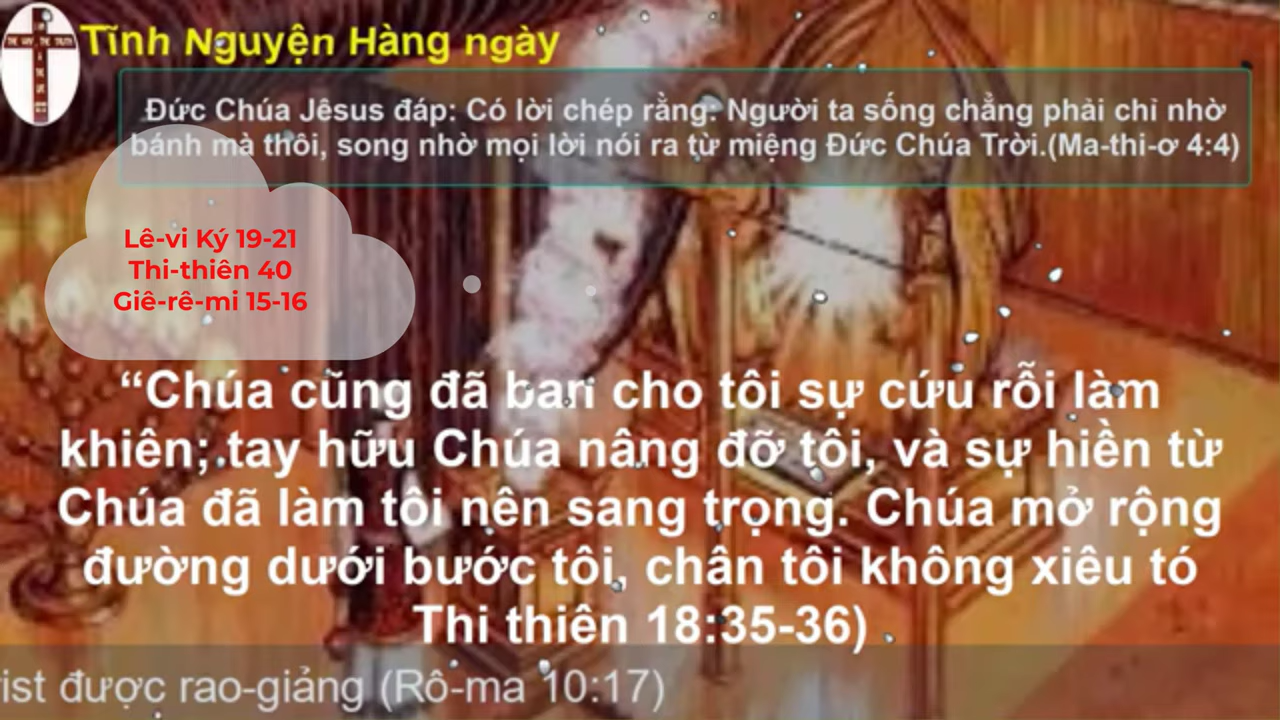 Tĩnh Nguyện Hàng ngày
Đức Chúa Jêsus đáp: Có lời chép rằng: Người ta sống chẳng phải chỉ nhờ
bánh mà thôi, song nhờ mọi lời nói ra từ miệng Đức Chúa Trời.(Ma-thi-ơ 4:4)
Lê-vi Ký 19-21
Thi-thiên 40
Giê-rê-mi 15-16
“Chúa cũng đã ban cho tôi sự cứu rỗi làm
khiên; tay hữu Chúa nâng đỡ tôi, và sự hiền từ
Chúa đã làm tôi nên sang trọng. Chúa mở rộng
đường dưới bước tôi, chân tôi không xiêu tó
Thi thiên 18:35-36)
ist được rao-giảng (Rô-ma 10:17)